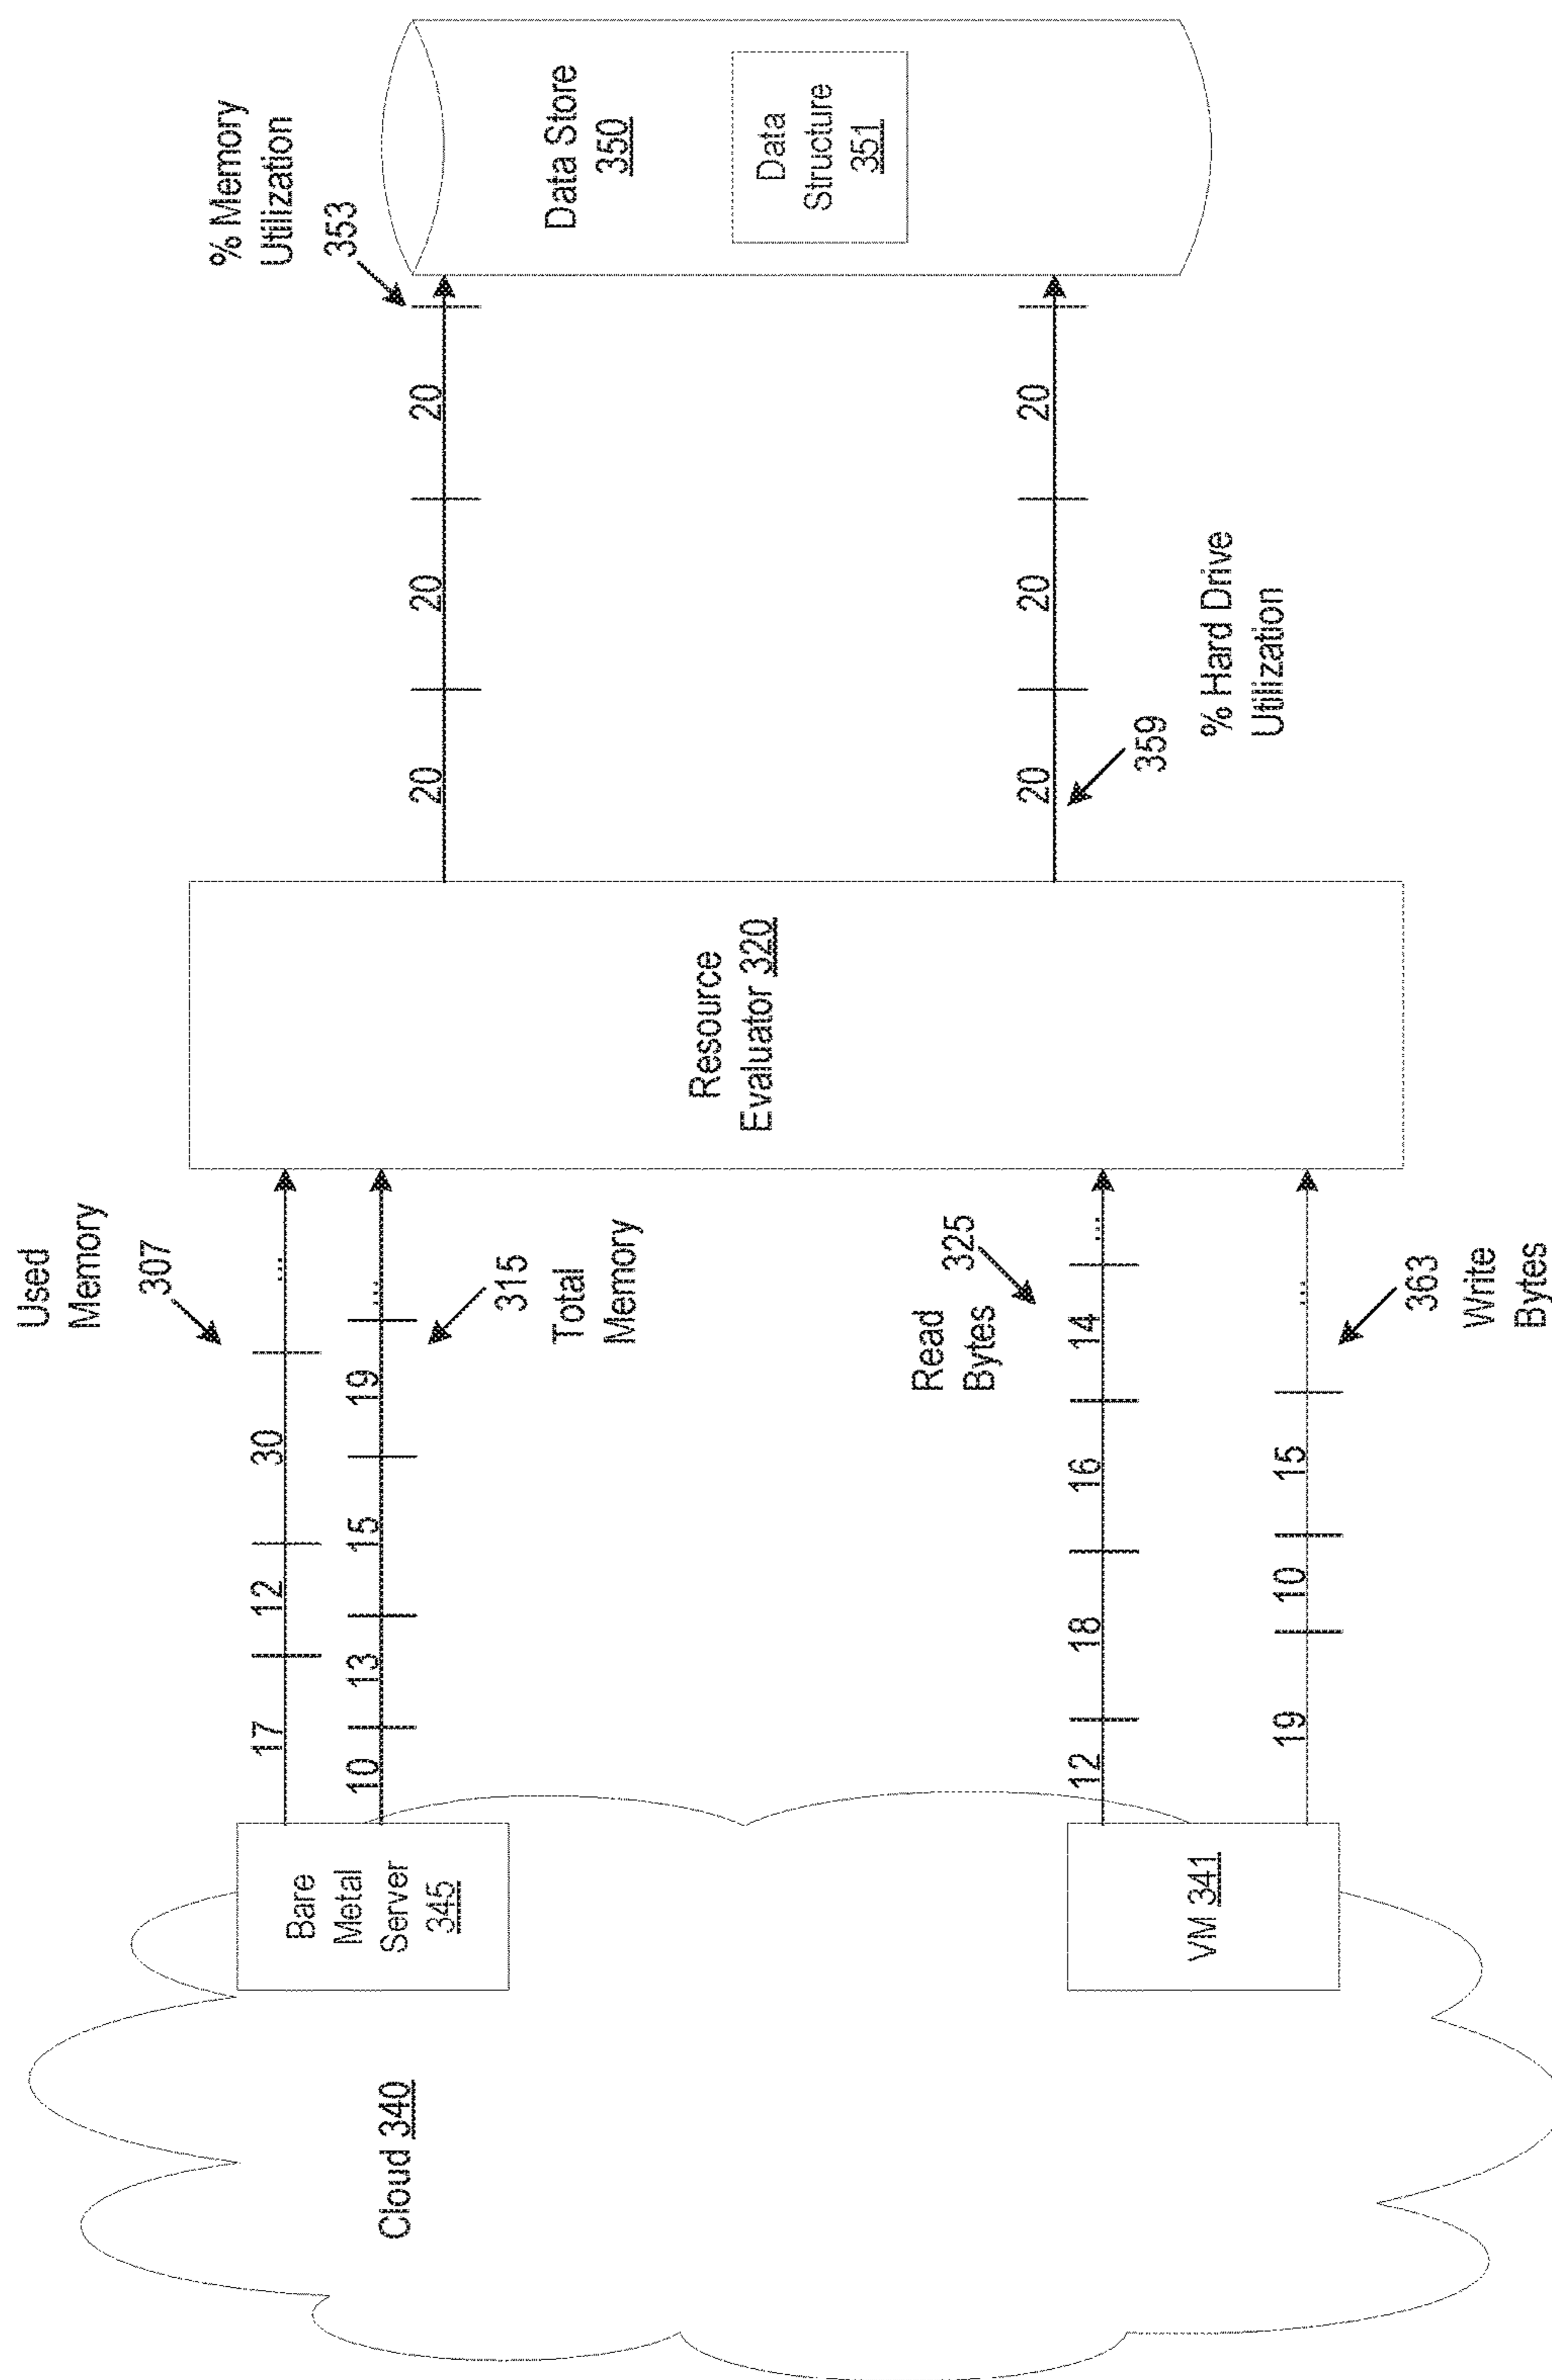 Cloud 340
Bare
Metal
Server
345
17
12
30
...
Used
Memory
307
10
13
15
19
...
315
Total
Memory
VM 341
12
18
16
14
...
Read
Bytes
325
19
10
15
...
363
Write
Bytes
Resource
Evaluator 320
20
20
20
% Memory
Utilization
353
20
20
20
359
% Hard Drive
Utilization
Data Store
350
Data
Structure
351